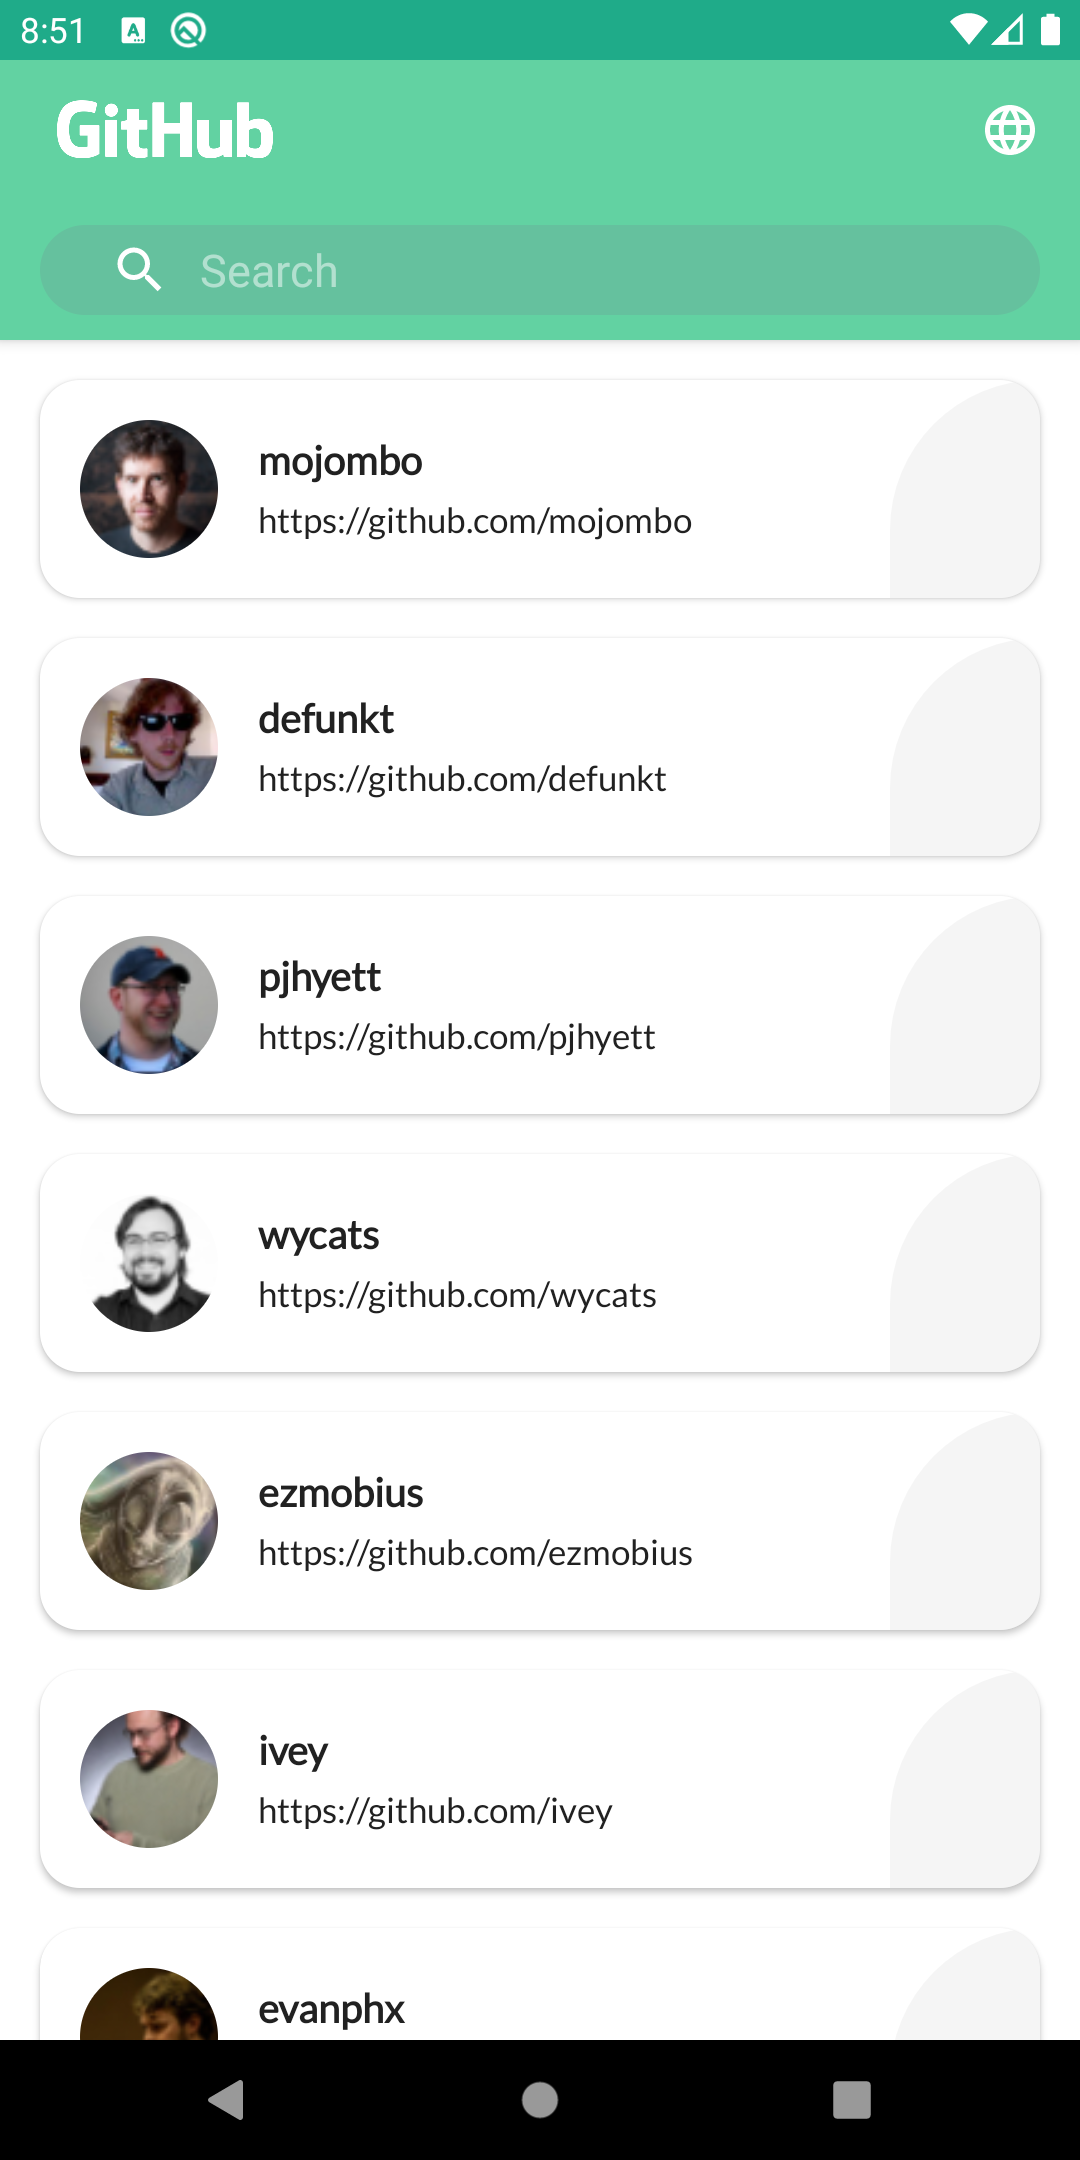 8:51
GitHub
Search
mojombo
https://github.com/mojombo
defunkt
https://github.com/defunkt
pjhyett
https://github.com/pjhyett
wycats
https://github.com/wycats
ezmobius
https://github.com/ezmobius
ivey
https://github.com/ivey
evanphx